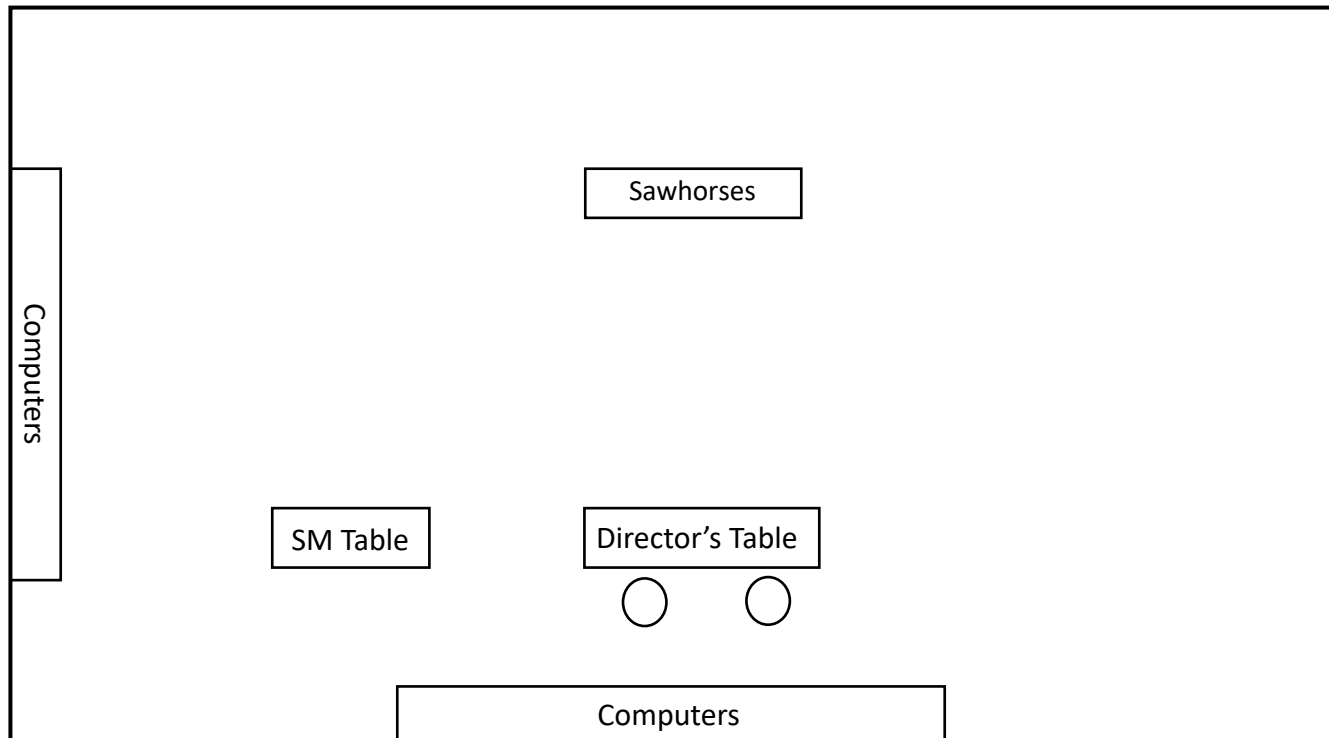 Sawhorses
Computers
SM Table
Director’s Table
Computers